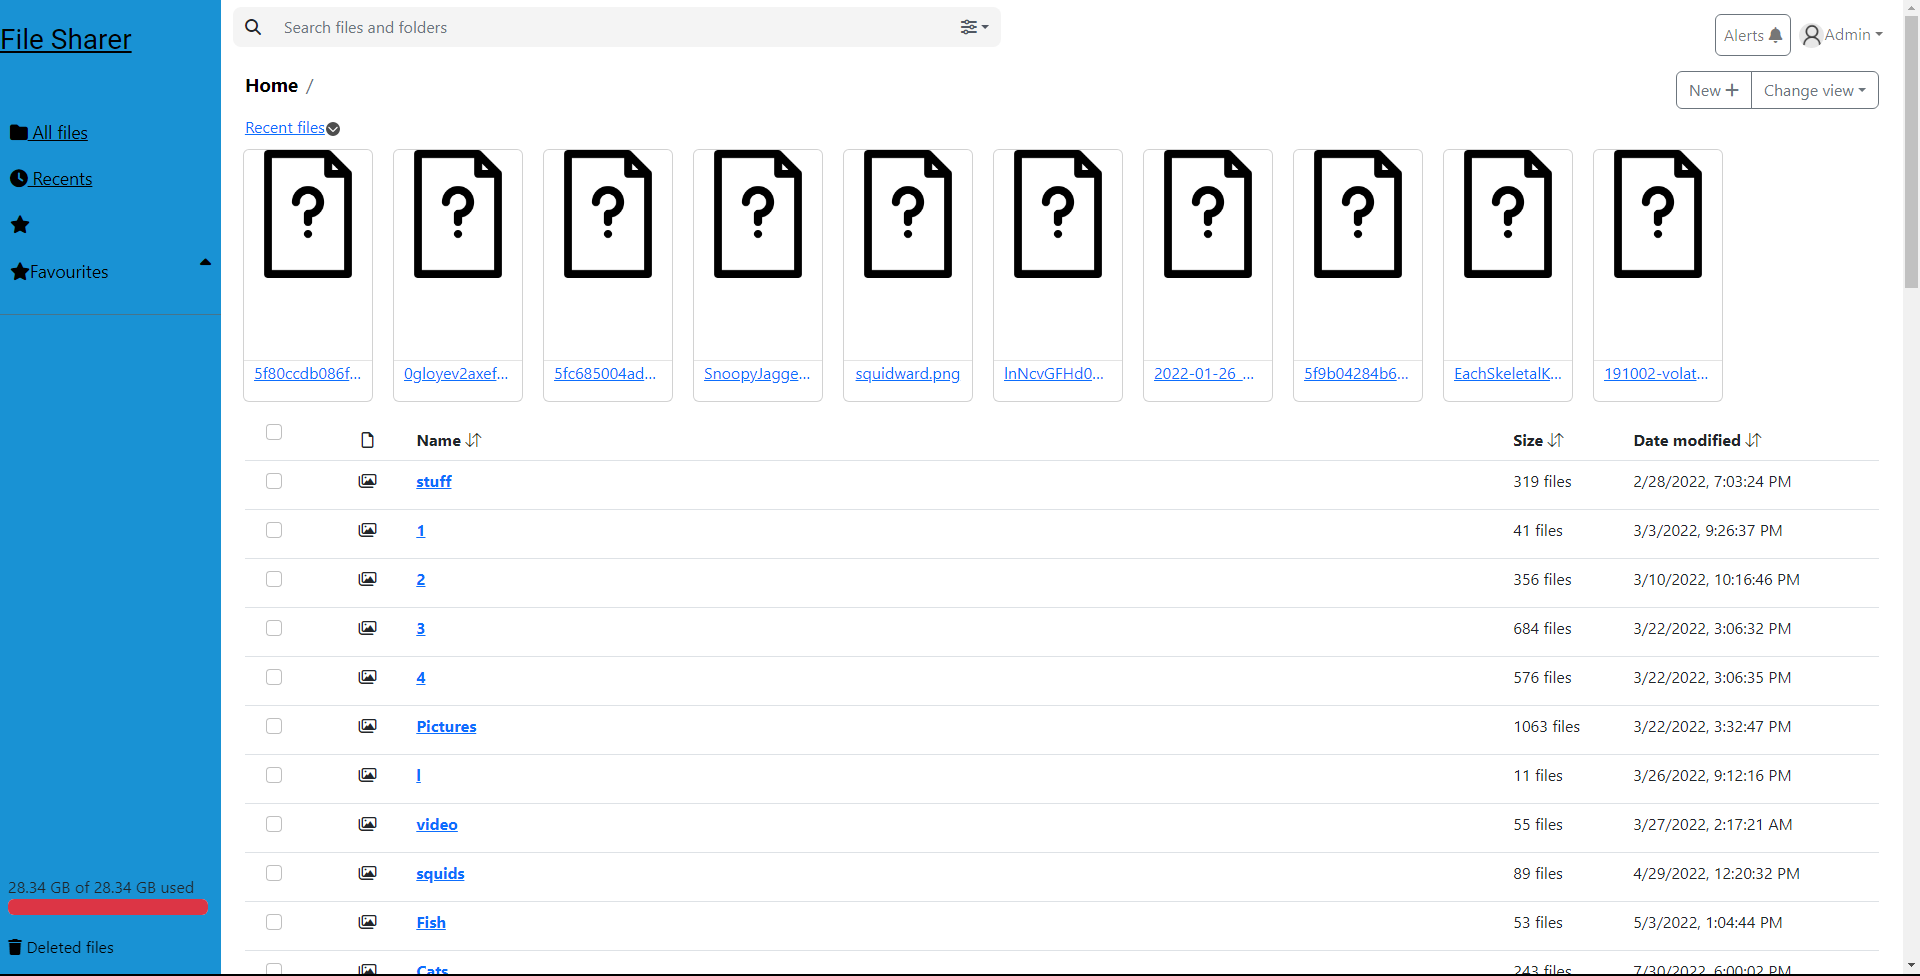 File Sharer
Search files and folders
Alerts
Admin
Home /
New
Change view
All files
Recents
Favourites
Recent files
5f80ccdb086f...
0gloyev2axef...
5fc685004ad...
SnoopyJagge...
squidward.png
lnNcvGFHd0...
2022-01-26_...
5f9b04284b6...
EachSkeletalK...
191002-volat...
Name Size Date modified
stuff 319 files 2/28/2022, 7:03:24 PM
1 41 files 3/3/2022, 9:26:37 PM
2 356 files 3/10/2022, 10:16:46 PM
3 684 files 3/22/2022, 3:06:32 PM
4 576 files 3/22/2022, 3:06:35 PM
Pictures 1063 files 3/22/2022, 3:32:47 PM
l 11 files 3/26/2022, 9:12:16 PM
video 55 files 3/27/2022, 2:17:21 AM
squids 89 files 4/29/2022, 12:20:32 PM
Fish 53 files 5/3/2022, 1:04:44 PM
Cats 243 files 7/30/2022, 6:00:02 PM
28.34 GB of 28.34 GB used
Deleted files